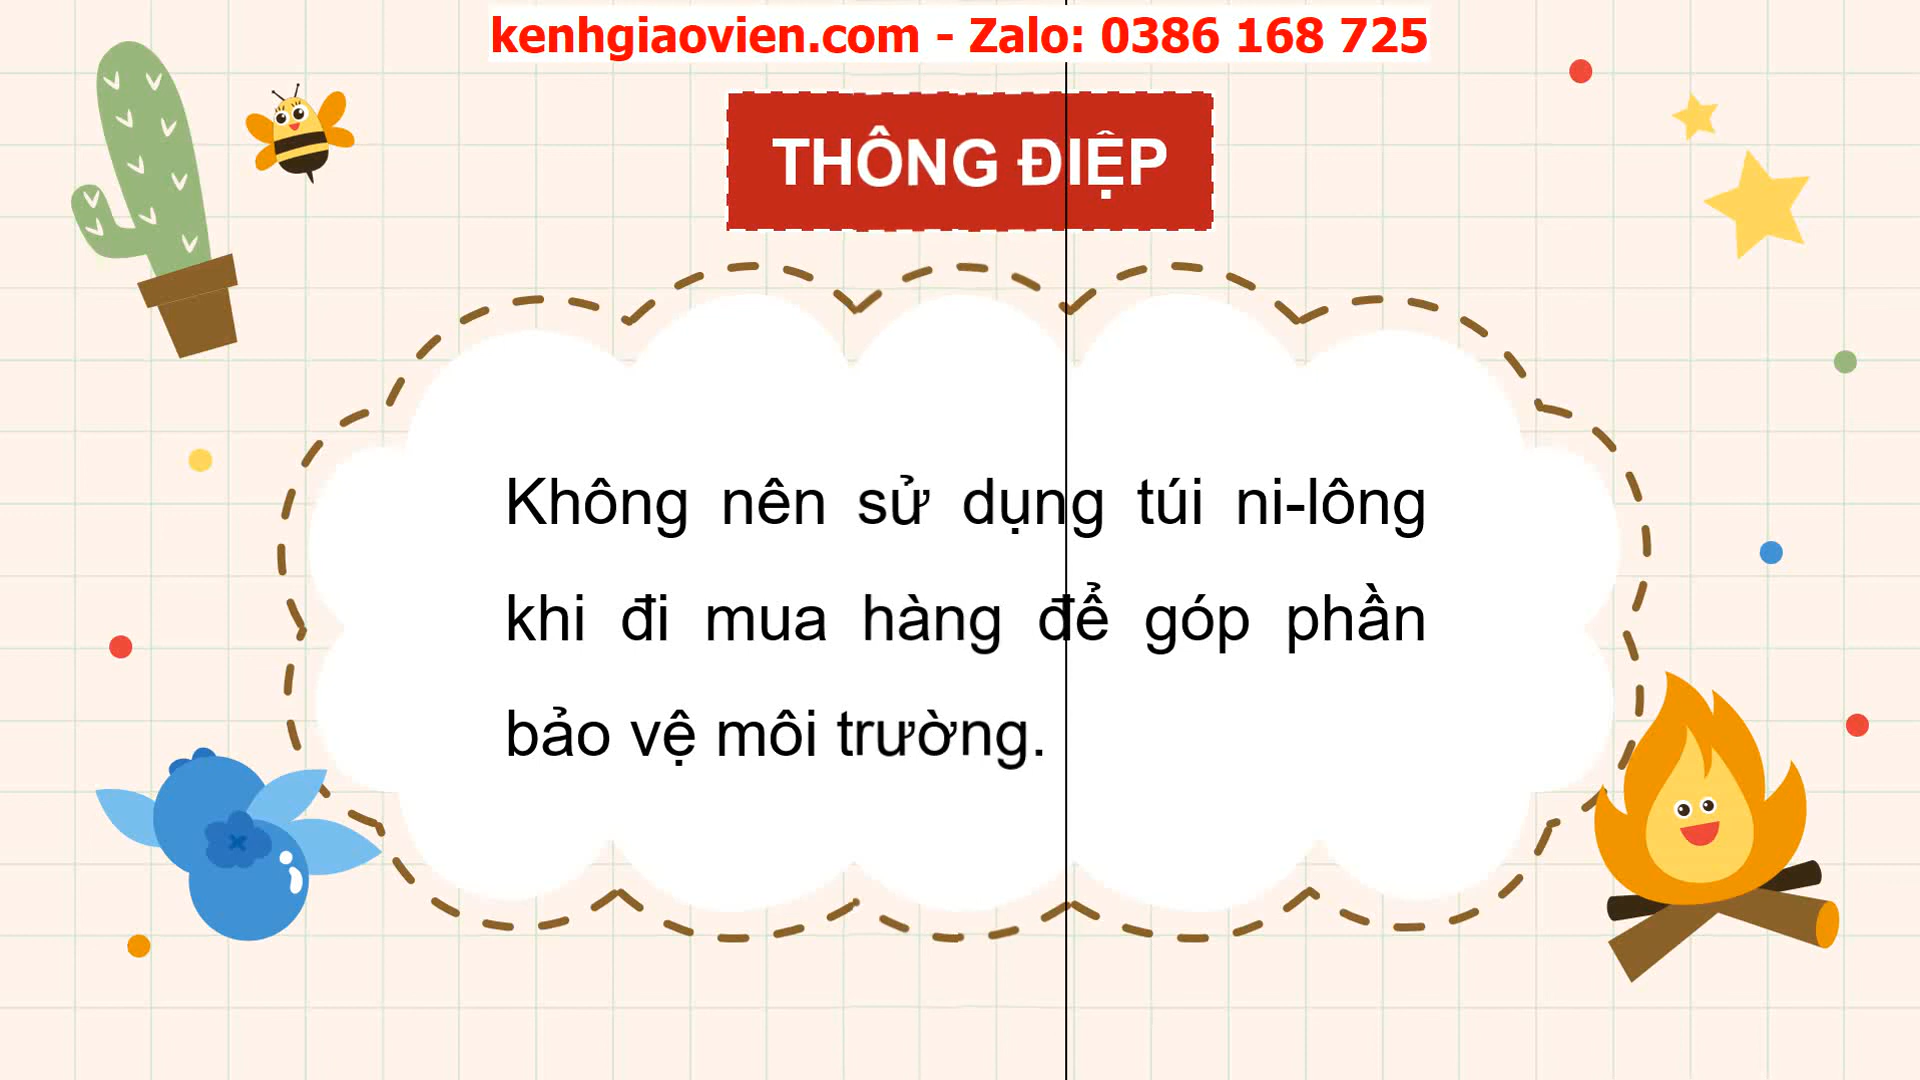 kenhgiaovien.com - Zalo: 0386 168 725
THÔNG ĐIỆP
Không nên sử dụng túi ni-lông
khi đi mua hàng để góp phần
bảo vệ môi trường.